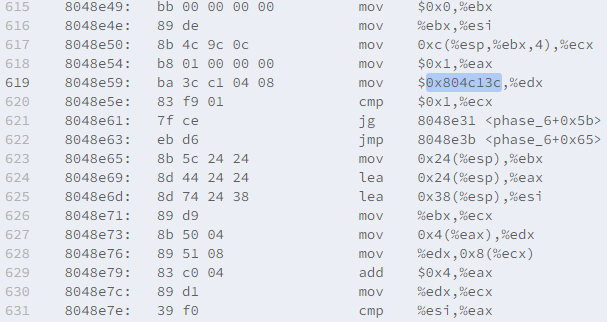 615 8048e49: bb 00 00 00 00 mov $0x0,%ebx
616 8048e4e: 89 de mov %ebx,%esi
617 8048e50: 8b 4c 9c 0c mov 0xc(%esp,%ebx,4),%ecx
618 8048e54: b8 01 00 00 00 mov $0x1,%eax
619 8048e59: ba 3c c1 04 08 mov $0x804c13c,%edx
620 8048e5e: 83 f9 01 cmp $0x1,%ecx
621 8048e61: 7f ce jg 8048e31 <phase_6+0x5b>
622 8048e63: eb d6 jmp 8048e3b <phase_6+0x65>
623 8048e65: 8b 5c 24 24 mov 0x24(%esp),%ebx
624 8048e69: 8d 44 24 24 lea 0x24(%esp),%eax
625 8048e6d: 8d 74 24 38 lea 0x38(%esp),%esi
626 8048e71: 89 d9 mov %ebx,%ecx
627 8048e73: 8b 50 04 mov 0x4(%eax),%edx
628 8048e76: 89 51 08 mov %edx,0x8(%ecx)
629 8048e79: 83 c0 04 add $0x4,%eax
630 8048e7c: 89 d1 mov %edx,%ecx
631 8048e7e: 39 f0 cmp %esi,%eax